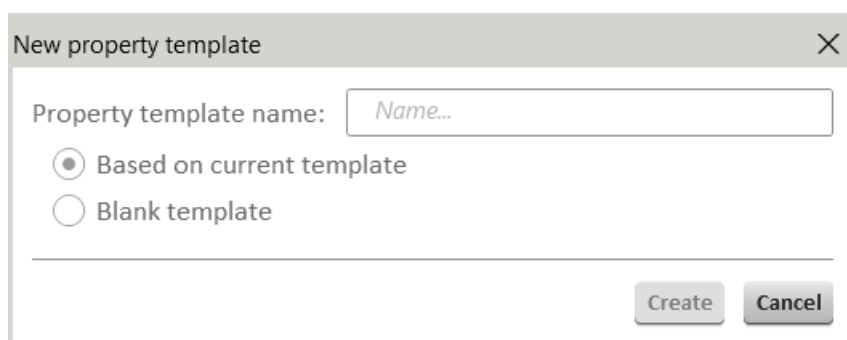 New property template
Property template name: Name...
Based on current template
Blank template
Create Cancel